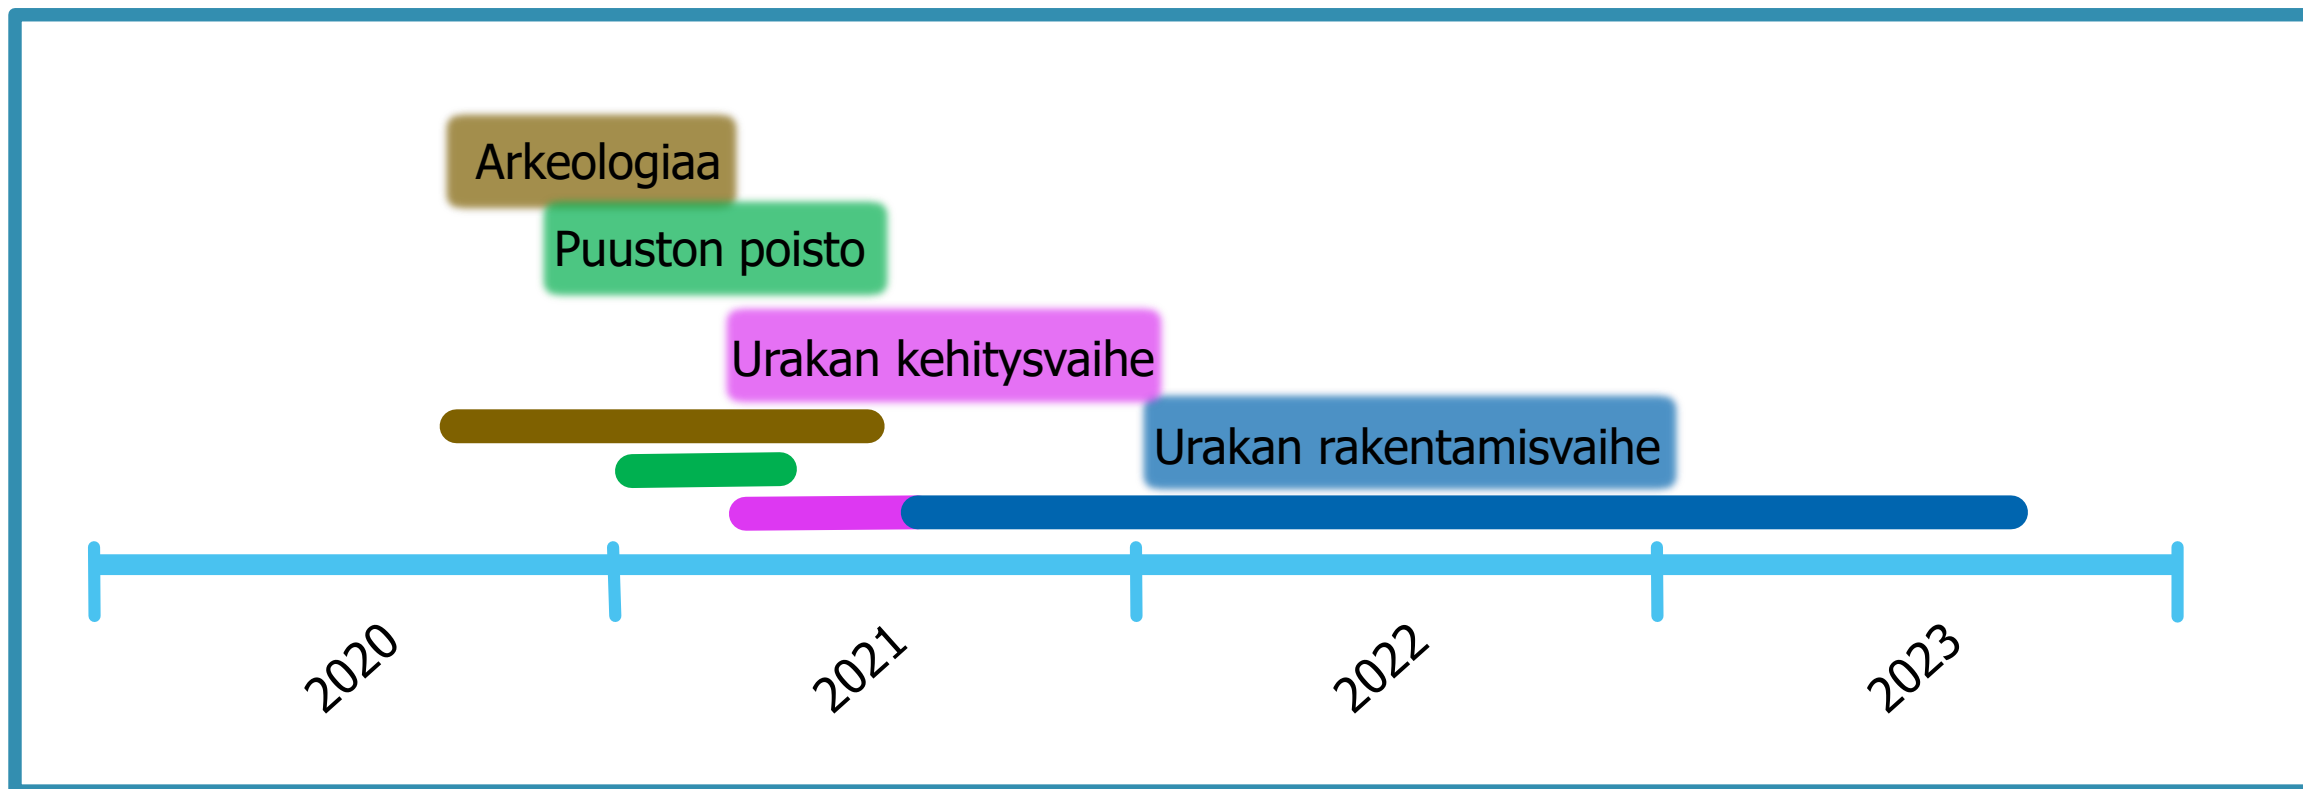 Arkeologiaa
Puuston poisto
Urakan kehitysvaihe
Urakan rakentamisvaihe
2020
2021
2022
2023